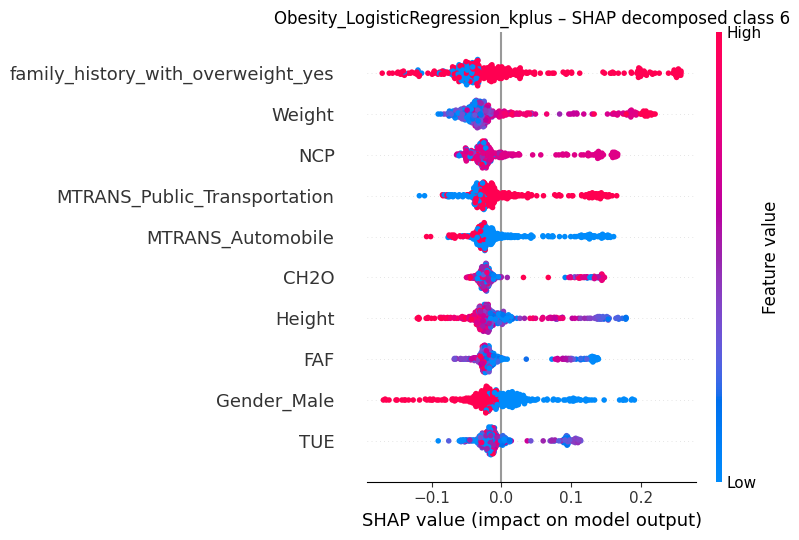 Obesity_LogisticRegression_kplus – SHAP decomposed class 6
High
family_history_with_overweight_yes
Weight
NCP
MTRANS_Public_Transportation
MTRANS_Automobile
CH2O
Height
FAF
Gender_Male
TUE
Feature value
Low
−0.1 0.0 0.1 0.2
SHAP value (impact on model output)